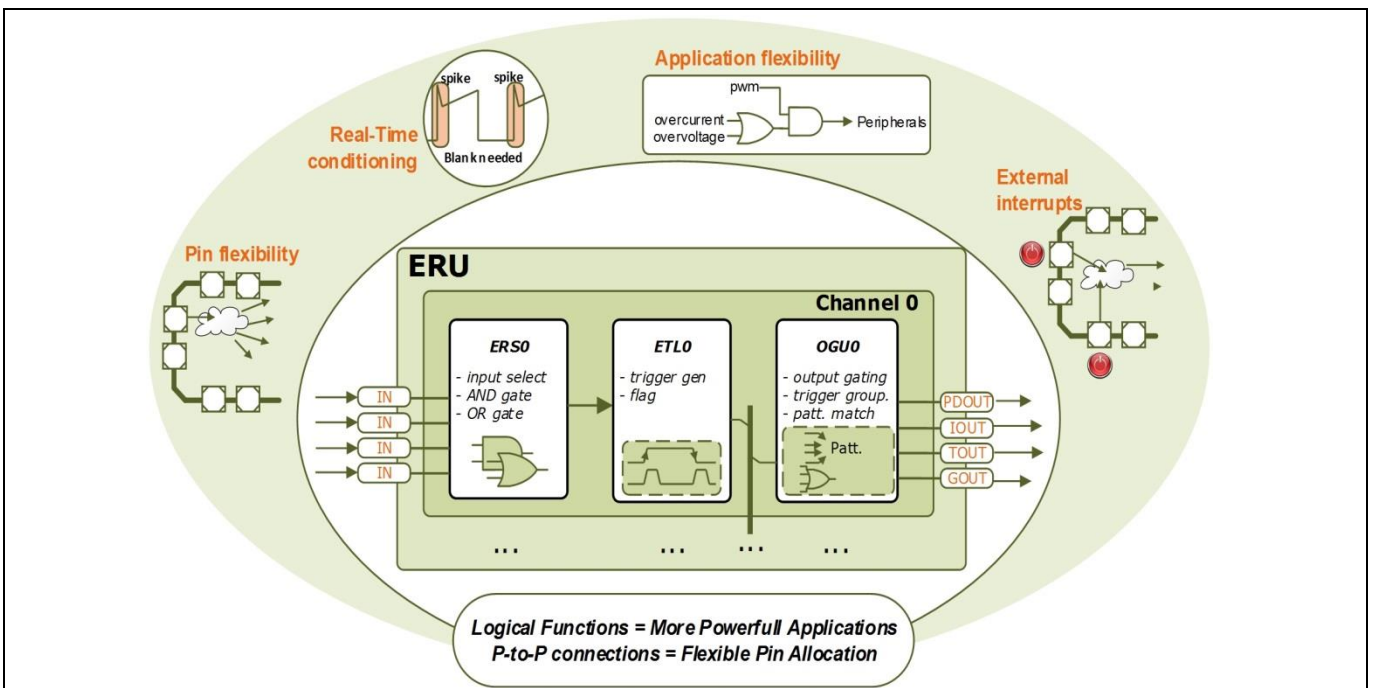 Application flexibility
spike spike
pwm
overcurrent
overvoltage
Peripherals
Real-Time
conditioning
Blank needed
External
interrupts
Pin flexibility
ERU
Channel 0
ERS0
- input select
- AND gate
- OR gate
ETL0
- trigger gen
- flag
OGU0
- output gating
- trigger group.
- patt. match
Patt.
IN
IN
IN
IN
PDOUT
IOUT
TOUT
GOUT
... ... ... ...
Logical Functions = More Powerfull Applications
P-to-P connections = Flexible Pin Allocation